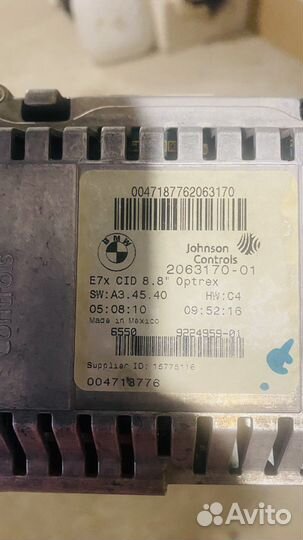 0047187762063170
BMW
Johnson
Controls
2063170-01
E7x CID 8.8" Optrex
SW:A3.45.40 HW:C4
05:08:10 09:52:16
Made in Mexico
6550 9224959-01
Supplier ID: 15775116
004718776
Controls
Avito